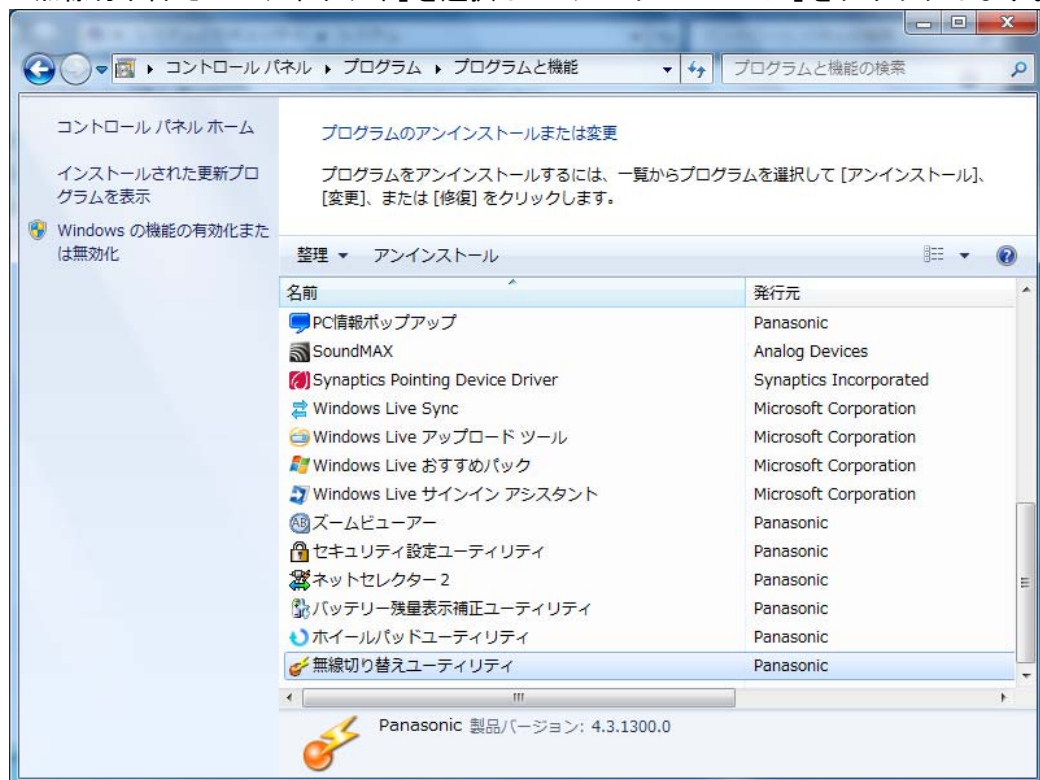 コントロール パネル ▸ プログラム ▸ プログラムと機能
プログラムと機能の検索
コントロール パネル ホーム
インストールされた更新プロ
グラムを表示
Windows の機能の有効化また
は無効化
プログラムのアンインストールまたは変更
プログラムをアンインストールするには、一覧からプログラムを選択して [アンインストール]、
[変更]、または [修復] をクリックします。
整理 ▼ アンインストール
名前 発行元
PC情報ポップアップ Panasonic
SoundMAX Analog Devices
Synaptics Pointing Device Driver Synaptics Incorporated
Windows Live Sync Microsoft Corporation
Windows Live アップロード ツール Microsoft Corporation
Windows Live おすすめパック Microsoft Corporation
Windows Live サインイン アシスタント Microsoft Corporation
ズームビューアー Panasonic
セキュリティ設定ユーティリティ Panasonic
ネットセレクター 2 Panasonic
バッテリー残量表示補正ユーティリティ Panasonic
ホイールパッドユーティリティ Panasonic
無線切り替えユーティリティ Panasonic
Panasonic 製品バージョン: 4.3.1300.0